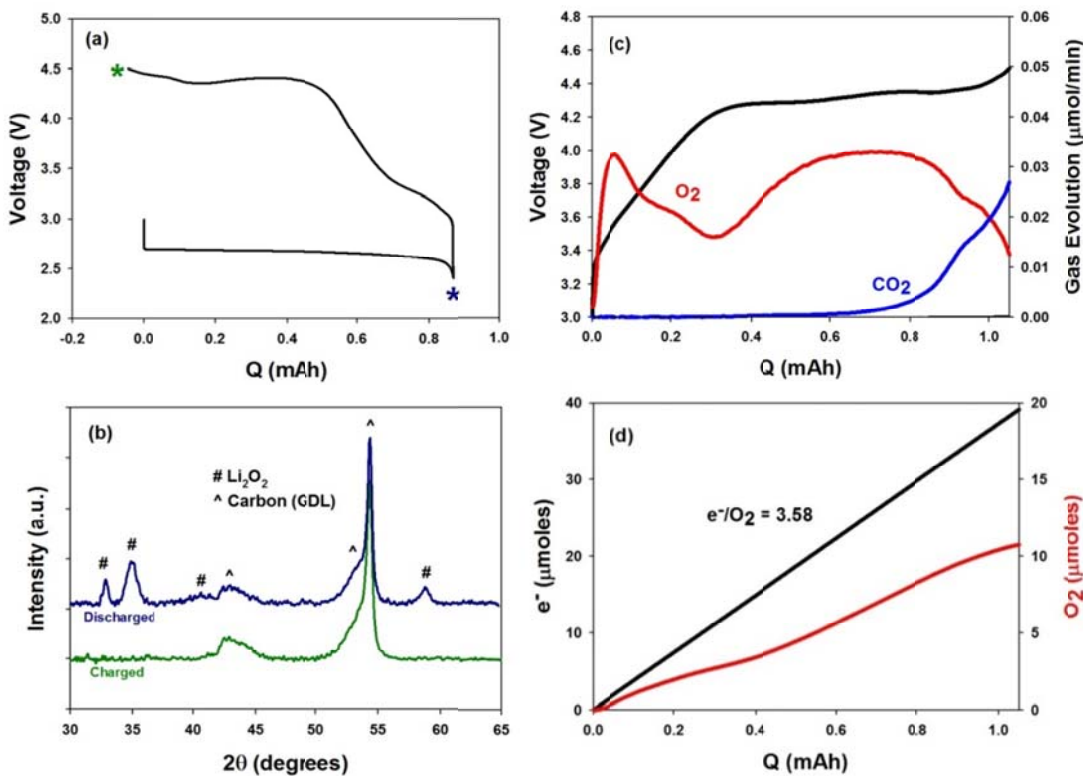 (a)
*
*
5.0
4.5
4.0
3.5
3.0
2.5
2.0
Voltage (V)
-0.2 0.0 0.2 0.4 0.6 0.8 1.0
Q (mAh)
(c)
4.8
4.6
4.4
4.2
4.0
3.8
3.6
3.4
3.2
3.0
Voltage (V)
O2
CO2
0.06
0.05
0.04
0.03
0.02
0.01
0.00
Gas Evolution (μmol/min)
0.0 0.2 0.4 0.6 0.8 1.0
Q (mAh)
(b)
^
# Li2O2
^ Carbon (GDL)
# # # ^ ^ #
Discharged
Charged
Intensity (a.u.)
30 35 40 45 50 55 60 65
2θ (degrees)
(d)
40
30
20
10
0
e⁻ (μmoles)
e⁻/O2 = 3.58
20
15
10
5
0
O2 (μmoles)
0.0 0.2 0.4 0.6 0.8 1.0
Q (mAh)